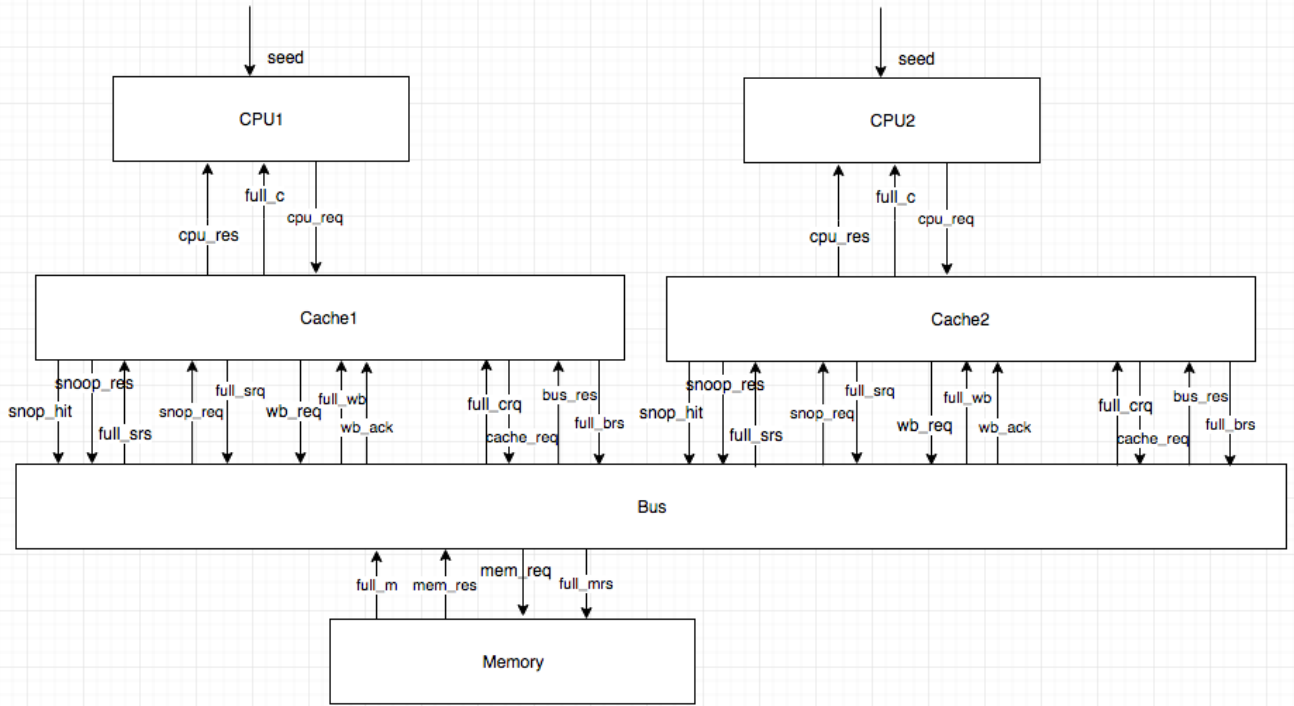 seed
seed
CPU1
CPU2
full_c
cpu_req
cpu_res
full_c
cpu_req
cpu_res
Cache1
Cache2
snoop_res
full_srq
full_wb
bus_res
snop_hit
snop_req
wb_req
full_crq
full_srs
wb_ack
cache_req
full_brs
snoop_res
full_srq
full_wb
bus_res
snop_hit
snop_req
wb_req
full_crq
full_srs
wb_ack
cache_req
full_brs
Bus
full_m
mem_res
mem_req
full_mrs
Memory